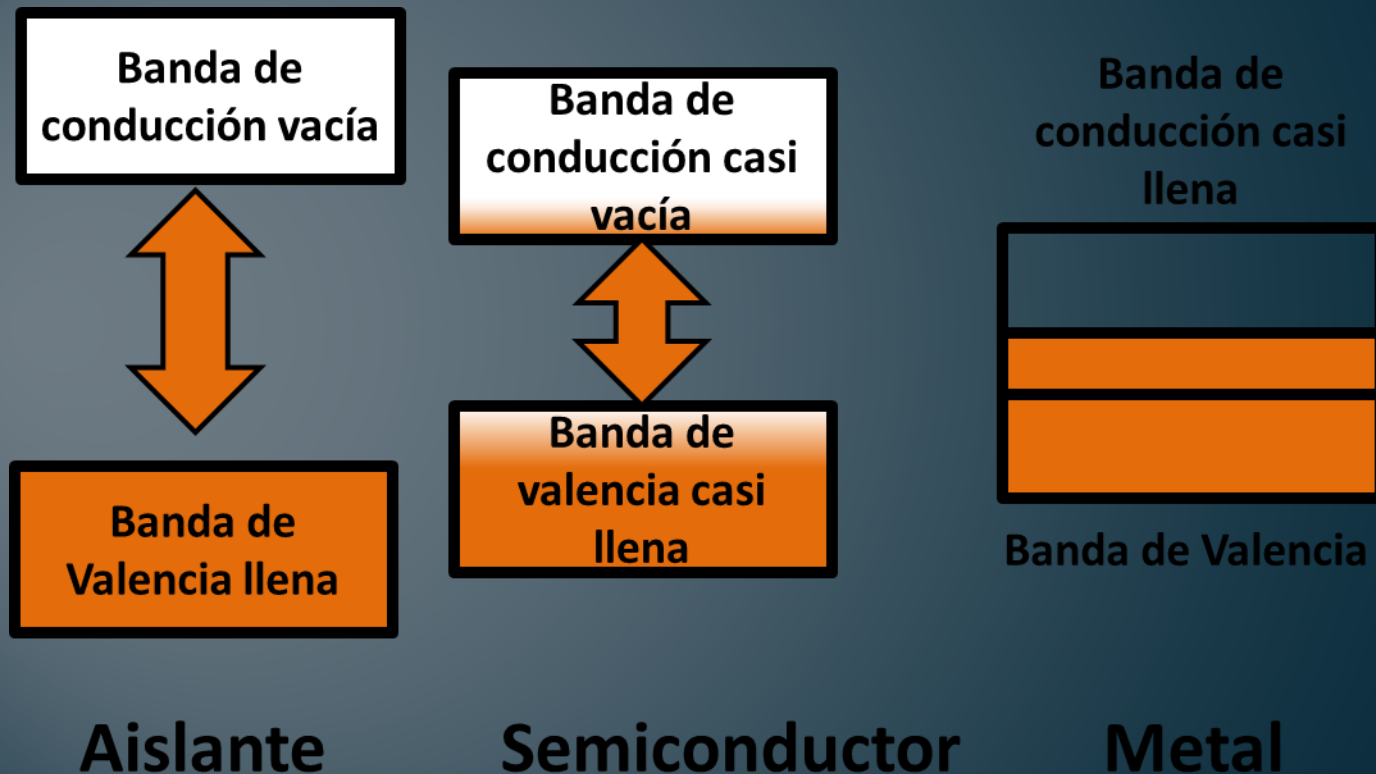 Banda de
conducción vacía
Banda de
Valencia llena
Aislante
Banda de
conducción casi
vacía
Banda de
valencia casi
llena
Semiconductor
Banda de
conducción casi
llena
Banda de Valencia
Metal